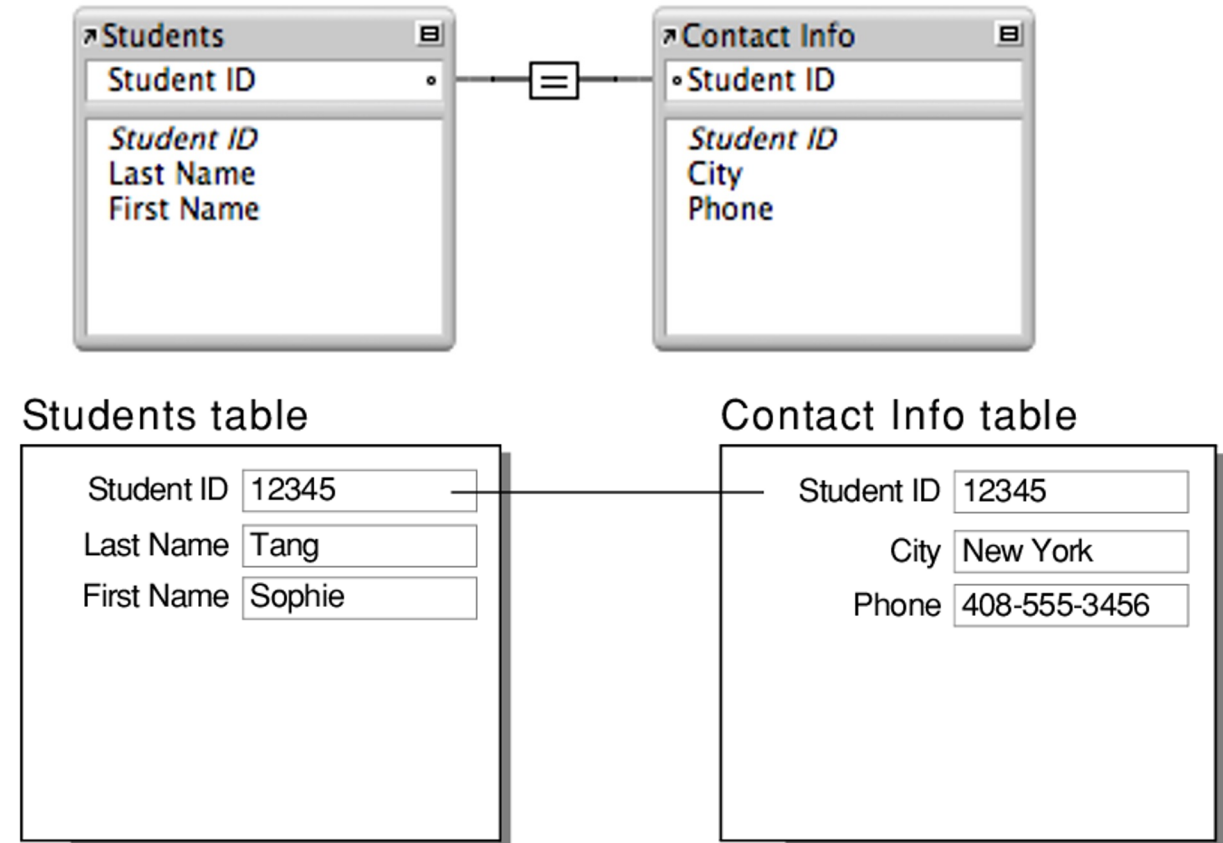 Students
Student ID
Student ID
Last Name
First Name
=
Contact Info
Student ID
Student ID
City
Phone
Students table
Student ID 12345
Last Name Tang
First Name Sophie
Contact Info table
Student ID 12345
City New York
Phone 408-555-3456